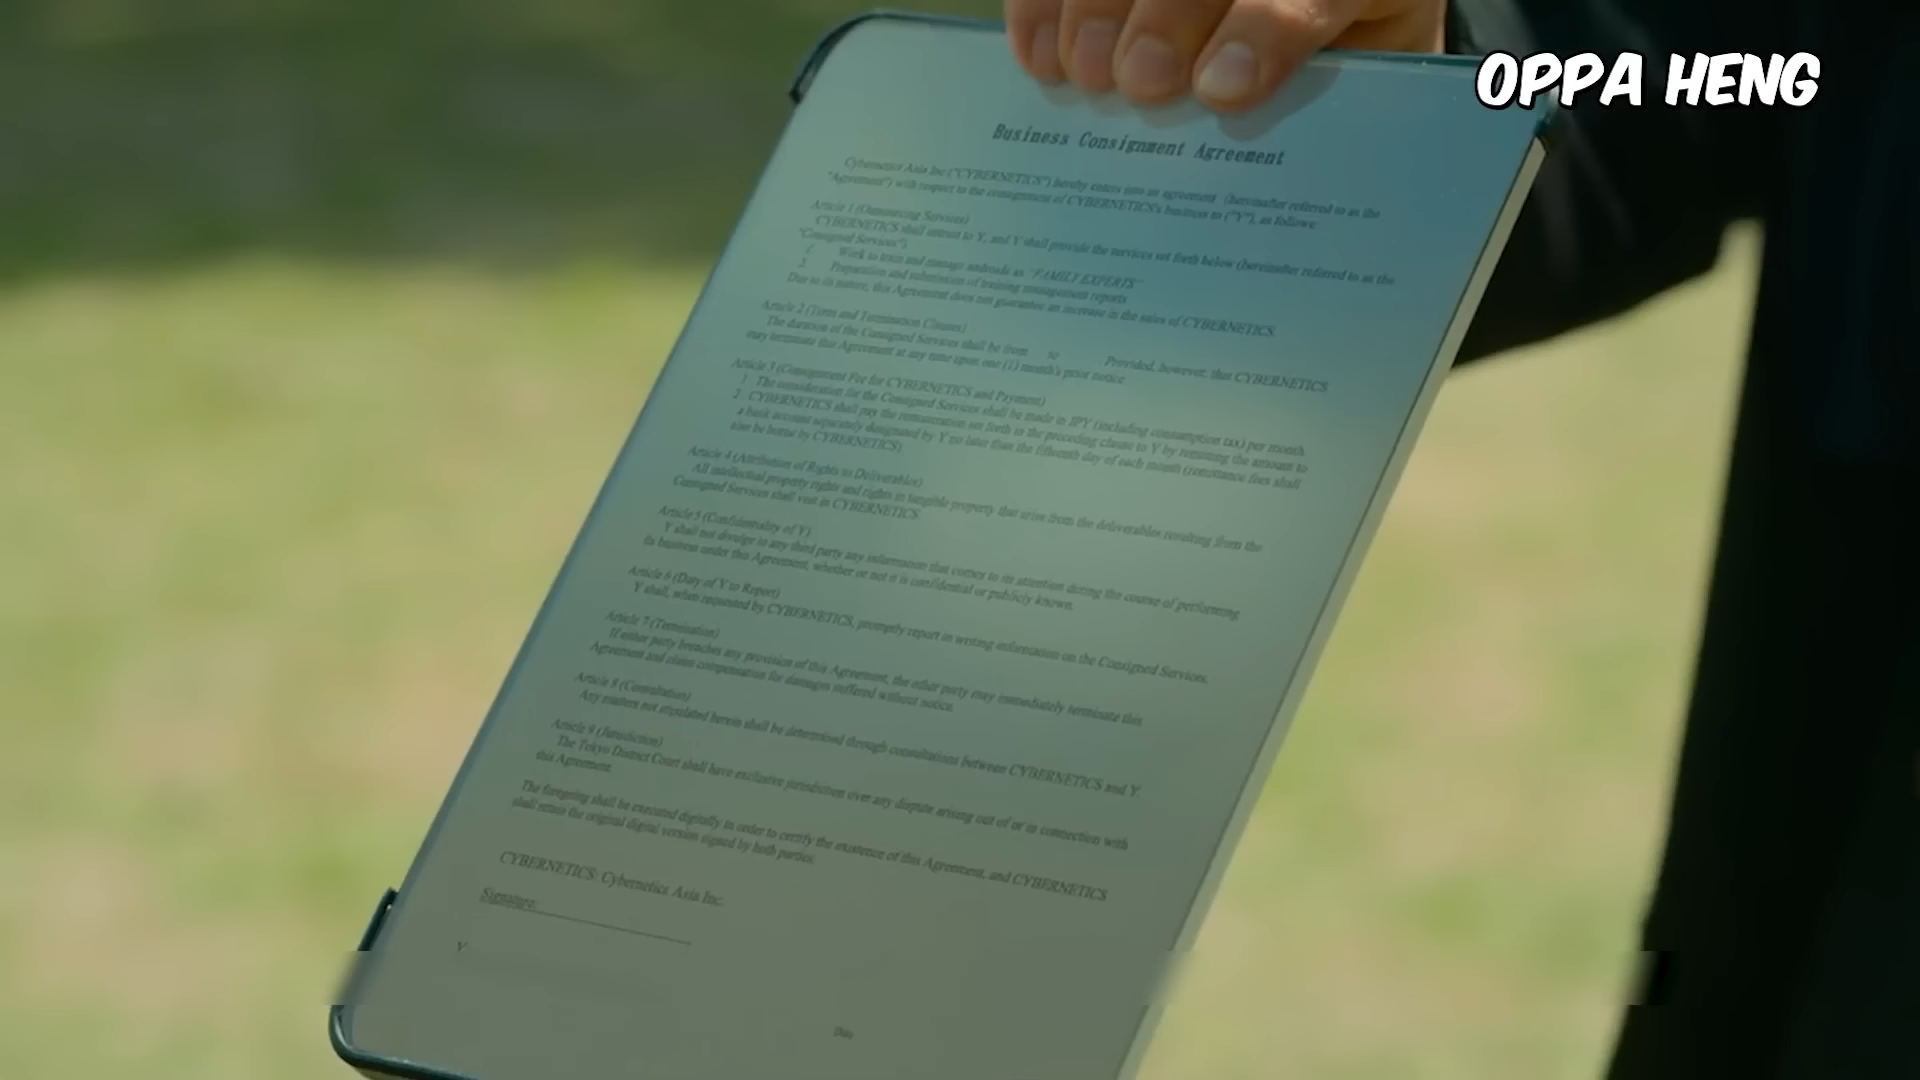 OPPA HENG
Business Consignment Agreement
Cybernetics Asia Inc ("CYBERNETICS") hereby enters into an agreement (hereinafter referred to as the
"Agreement") with respect to the consignment of CYBERNETICS's business to ("Y"), as follows:
Article 1 (Outsourcing Services)
CYBERNETICS shall entrust to Y, and Y shall provide the services set forth below (hereinafter referred to as the
"Consigned Services")
1. Work to train and manage androids as "FAMILY EXPERTS"
2. Preparation and submission of training management reports
Due to its nature, this Agreement does not guarantee an increase in the sales of CYBERNETICS.
Article 2 (Term and Termination Clauses)
The duration of the Consigned Services shall be from to Provided, however, that CYBERNETICS
may terminate this Agreement at any time upon one (1) month's prior notice
Article 3 (Consignment Fee for CYBERNETICS and Payment)
1. The consideration for the Consigned Services shall be made in JPY (including consumption tax) per month
2. CYBERNETICS shall pay the remuneration set forth in the preceding clause to Y by remitting the amount to
a bank account separately designated by Y no later than the fifteenth day of each month (remittance fees shall
also be borne by CYBERNETICS).
Article 4 (Attribution of Rights to Deliverables)
All intellectual property rights and rights in tangible property that arise from the deliverables resulting from the
Consigned Services shall vest in CYBERNETICS
Article 5 (Confidentiality of Y)
Y shall not divulge to any third party any information that comes to its attention during the course of performing
its business under this Agreement, whether or not it is confidential or publicly known.
Article 6 (Duty of Y to Report)
Y shall, when requested by CYBERNETICS, promptly report in writing information on the Consigned Services.
Article 7 (Termination)
If either party breaches any provision of this Agreement, the other party may immediately terminate this
Agreement and claim compensation for damages suffered without notice.
Article 8 (Consultation)
Any matters not stipulated herein shall be determined through consultations between CYBERNETICS and Y.
Article 9 (Jurisdiction)
The Tokyo District Court shall have exclusive jurisdiction over any dispute arising out of or in connection with
this Agreement.
The foregoing shall be executed digitally in order to certify the existence of this Agreement, and CYBERNETICS
shall retain the original digital version signed by both parties.
CYBERNETICS: Cybernetics Asia Inc.
Signature:
Y
Date